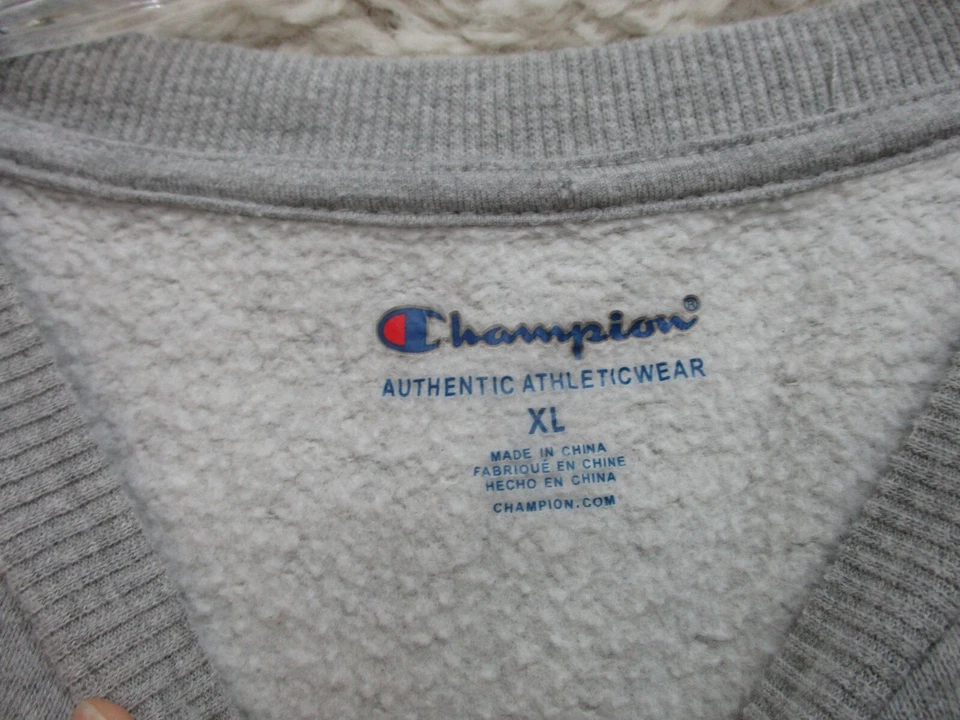 Champion®
AUTHENTIC ATHLETICWEAR
XL
MADE IN CHINA
FABRIQUÉ EN CHINE
HECHO EN CHINA
CHAMPION.COM